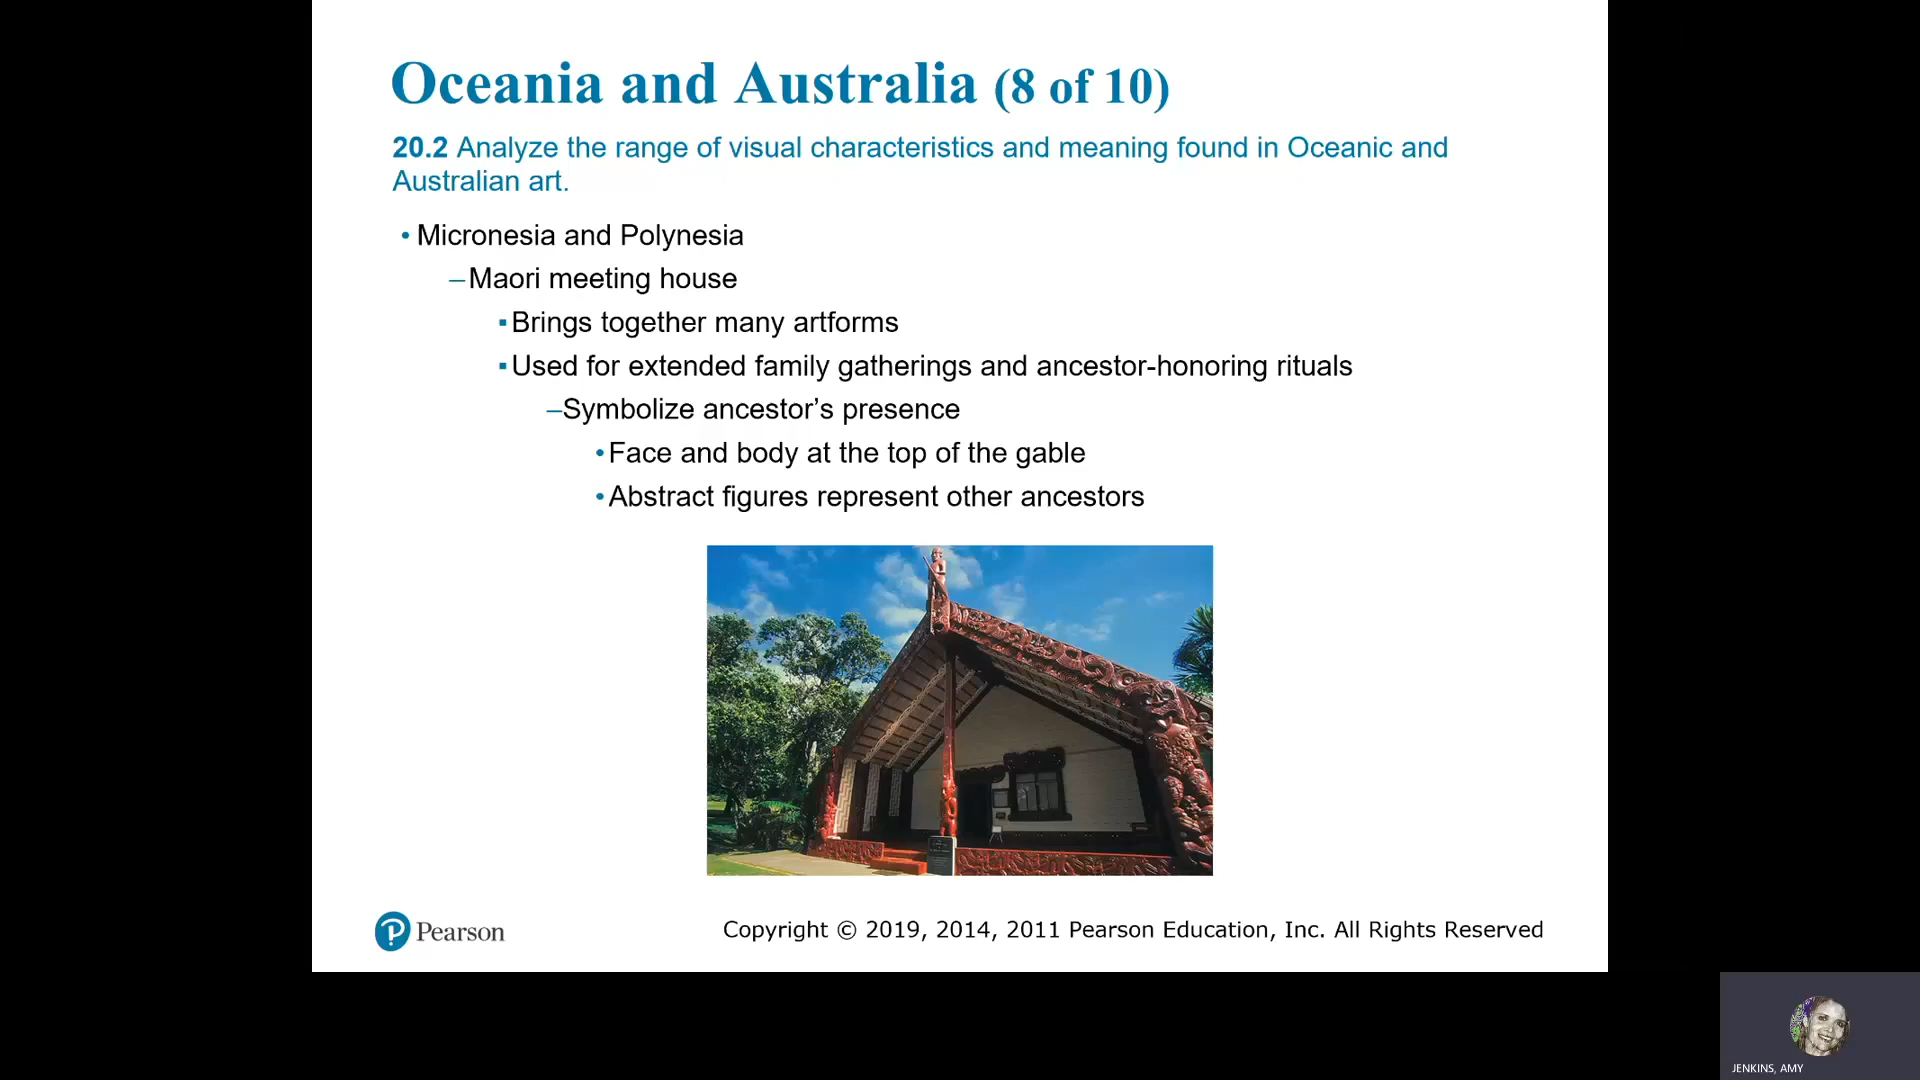 Oceania and Australia (8 of 10)
20.2 Analyze the range of visual characteristics and meaning found in Oceanic and
Australian art.
• Micronesia and Polynesia
–Maori meeting house
▪Brings together many artforms
▪Used for extended family gatherings and ancestor-honoring rituals
–Symbolize ancestor’s presence
•Face and body at the top of the gable
•Abstract figures represent other ancestors
Pearson
Copyright © 2019, 2014, 2011 Pearson Education, Inc. All Rights Reserved
JENKINS, AMY